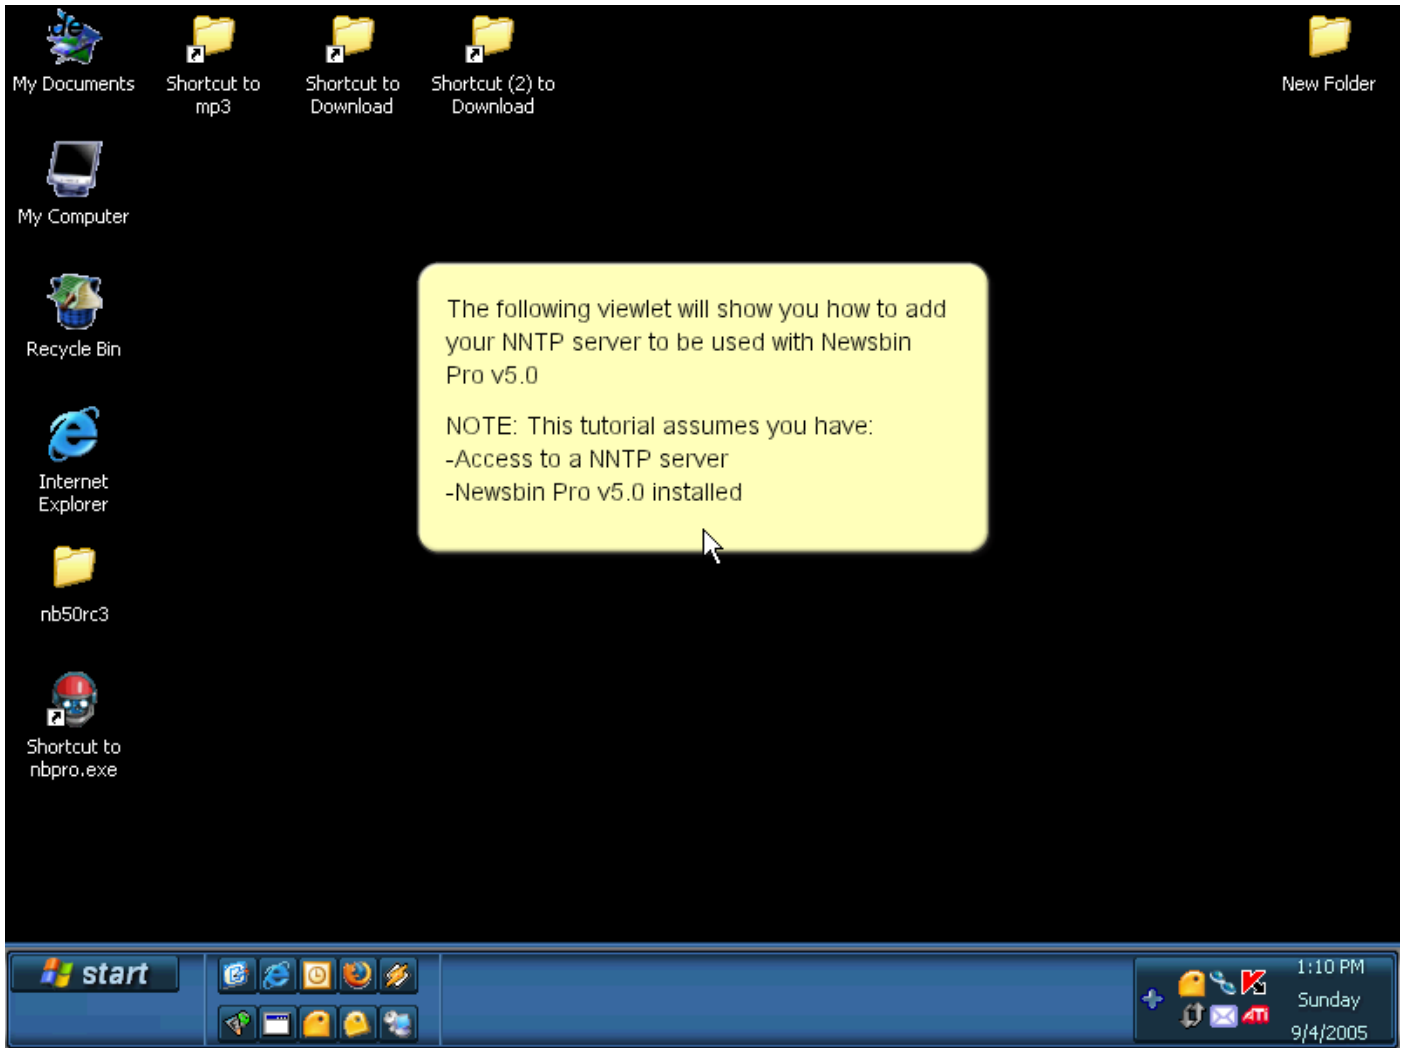 My Documents
Shortcut to
mp3
Shortcut to
Download
Shortcut (2) to
Download
New Folder
My Computer
Recycle Bin
Internet
Explorer
nb50rc3
Shortcut to
nbpro.exe
The following viewlet will show you how to add
your NNTP server to be used with Newsbin
Pro v5.0
NOTE: This tutorial assumes you have:
-Access to a NNTP server
-Newsbin Pro v5.0 installed
start
ATI
1:10 PM
Sunday
9/4/2005